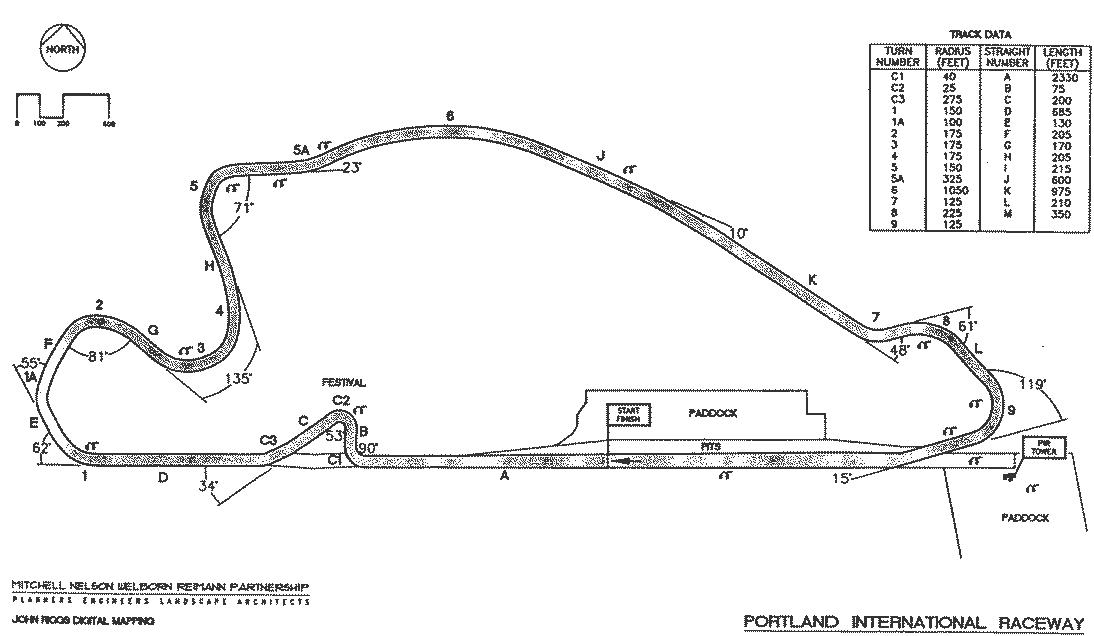 NORTH
0 100 200 400
TRACK DATA
TURN NUMBER RADIUS (FEET) STRAIGHT NUMBER LENGTH (FEET)
C1 40 A 2330
C2 25 B 75
C3 275 C 200
1 150 D 685
1A 100 E 130
2 175 F 205
3 175 G 170
4 175 H 205
5 150 I 215
5A 325 J 600
6 1050 K 975
7 125 L 210
8 225 M 350
9 125
6
5A
23°
J
5
71°
10°
H
K
4
2
G
3
81°
135°
F
55°
1A
E
62°
1
D
34°
7
8
61°
48°
L
119°
9
FESTIVAL
C2
C
53°
B
90°
C3
C1
START
FINISH
PADDOCK
PITS
PIR
TOWER
A
15°
PADDOCK
MITCHELL NELSON WELBORN REIMANN PARTNERSHIP
PLANNERS ENGINEERS LANDSCAPE ARCHITECTS
JOHN RIGGS DIGITAL MAPPING
PORTLAND INTERNATIONAL RACEWAY